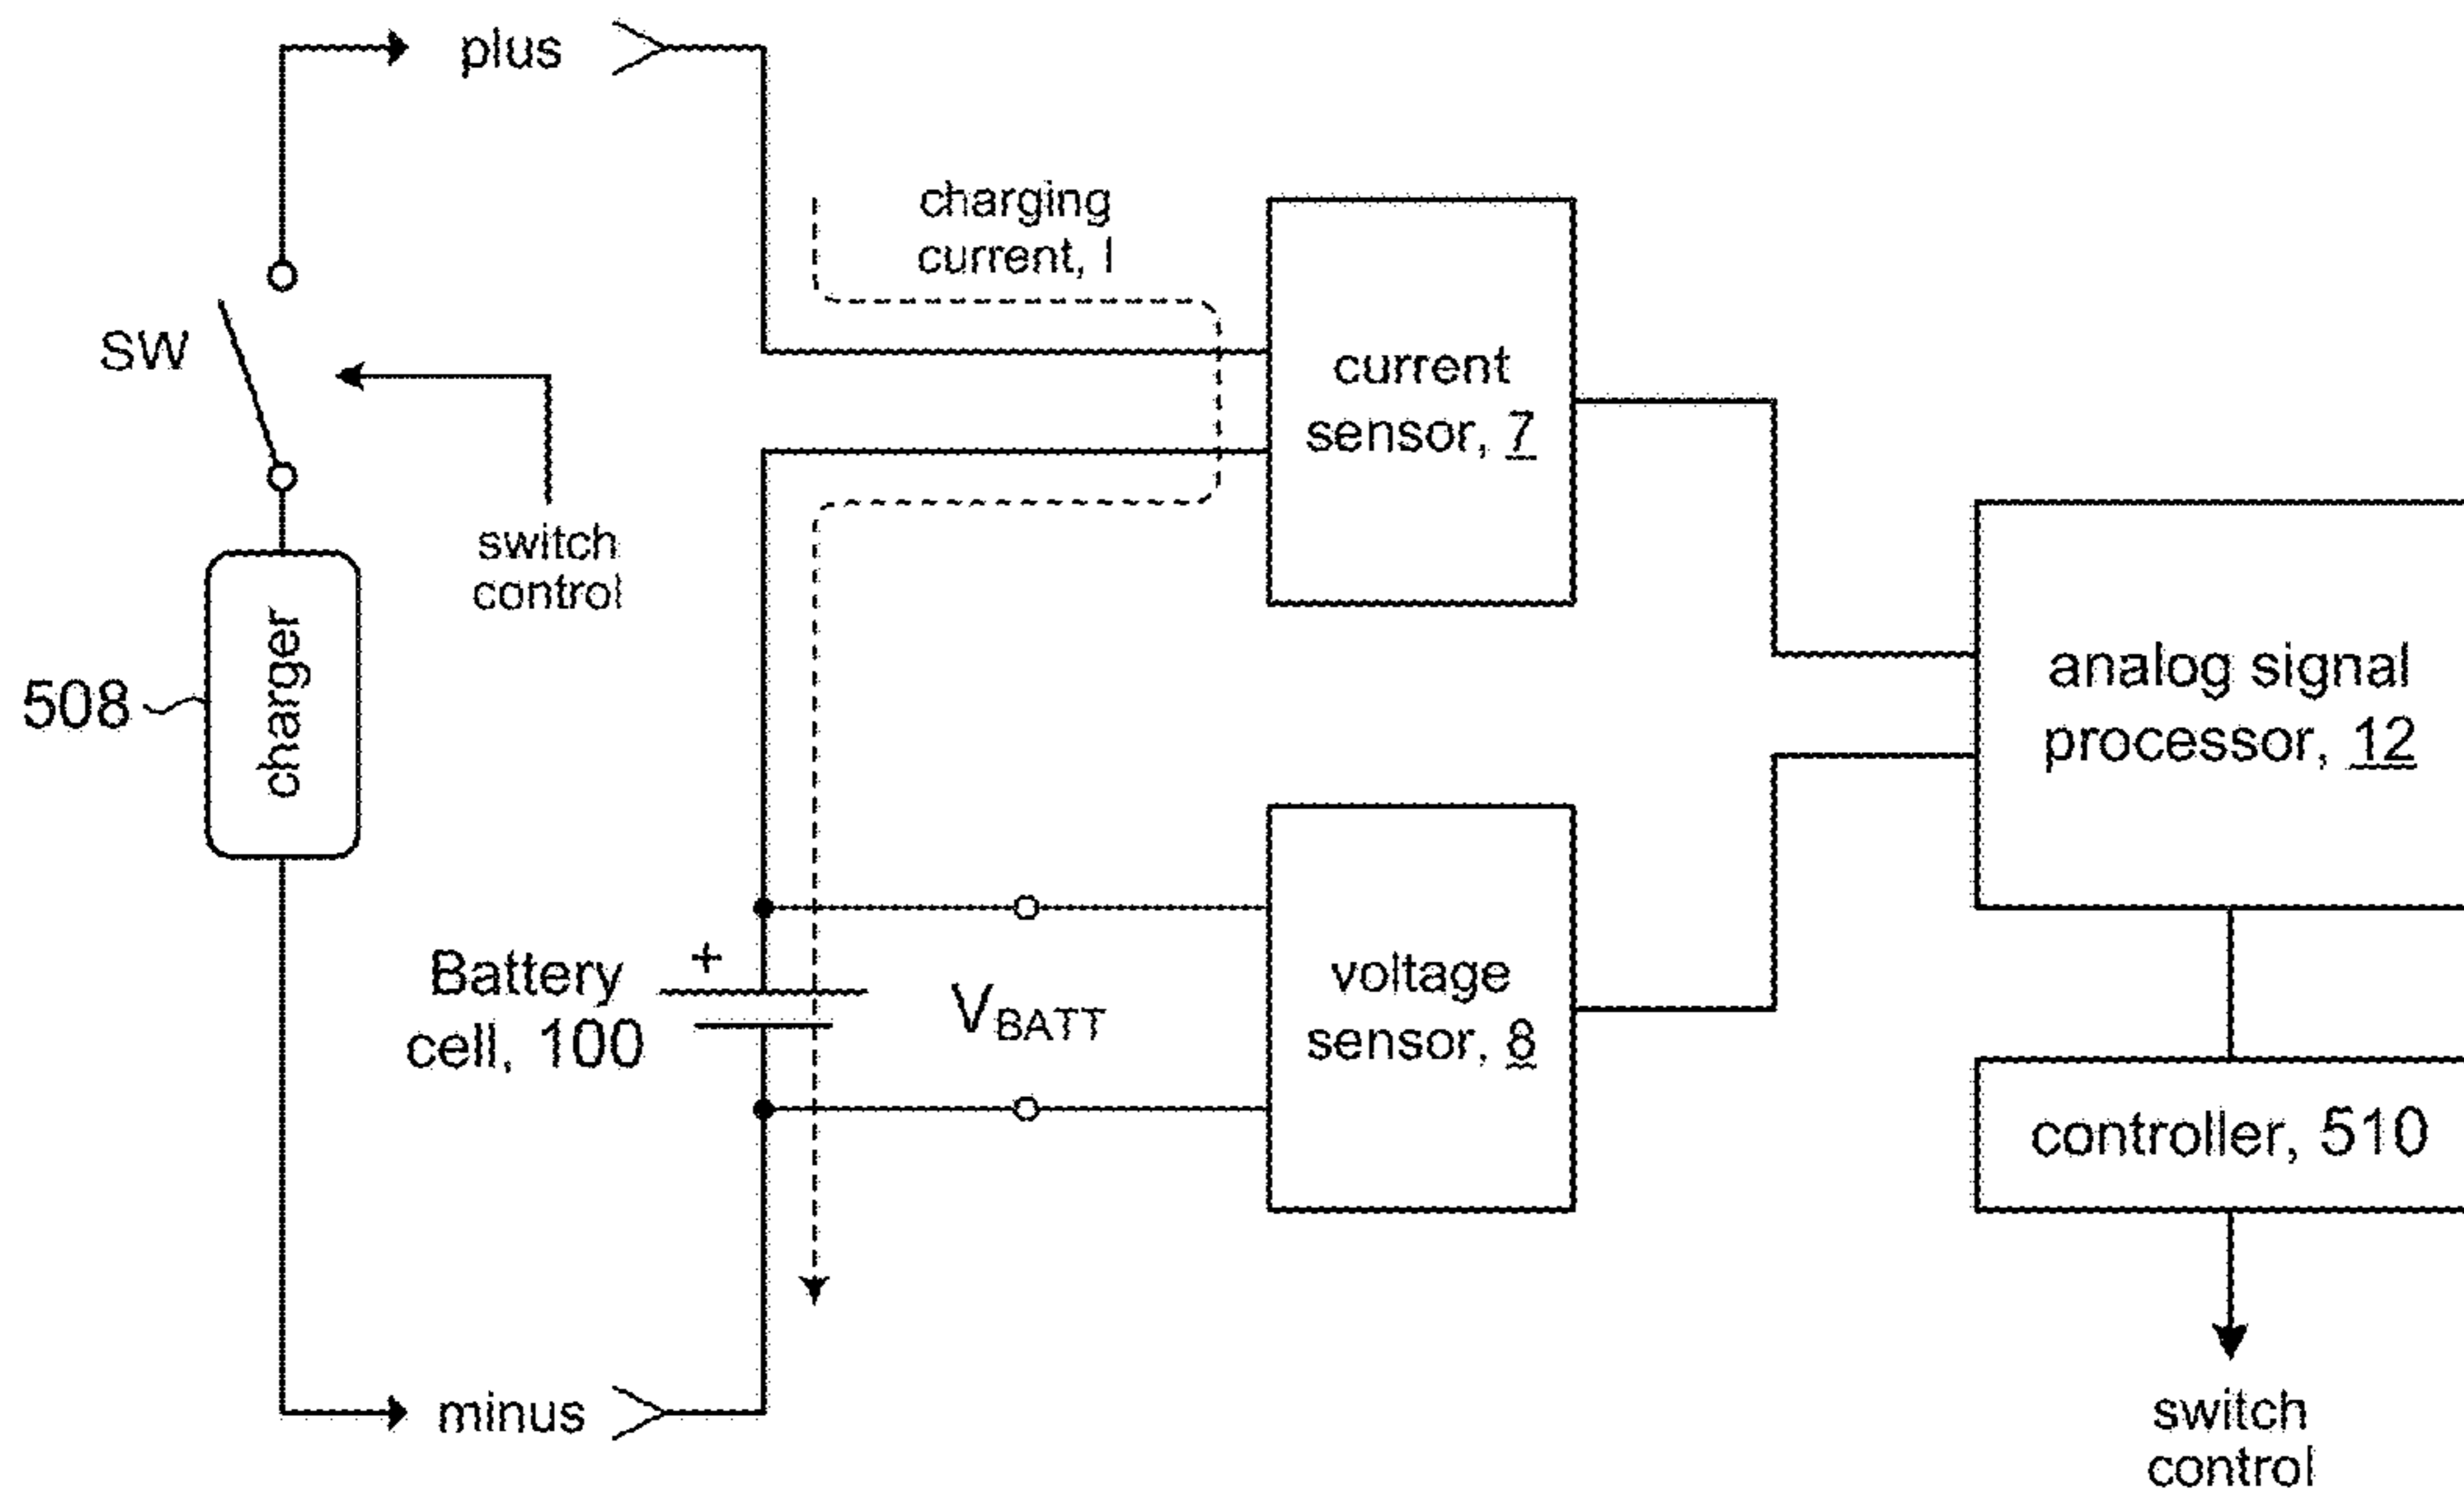 plus
charging
current, I
SW
switch
control
current
sensor, 7
508
charger
analog signal
processor, 12
Battery
cell, 100
+
VBATT
voltage
sensor, 8
controller, 510
minus
switch
control